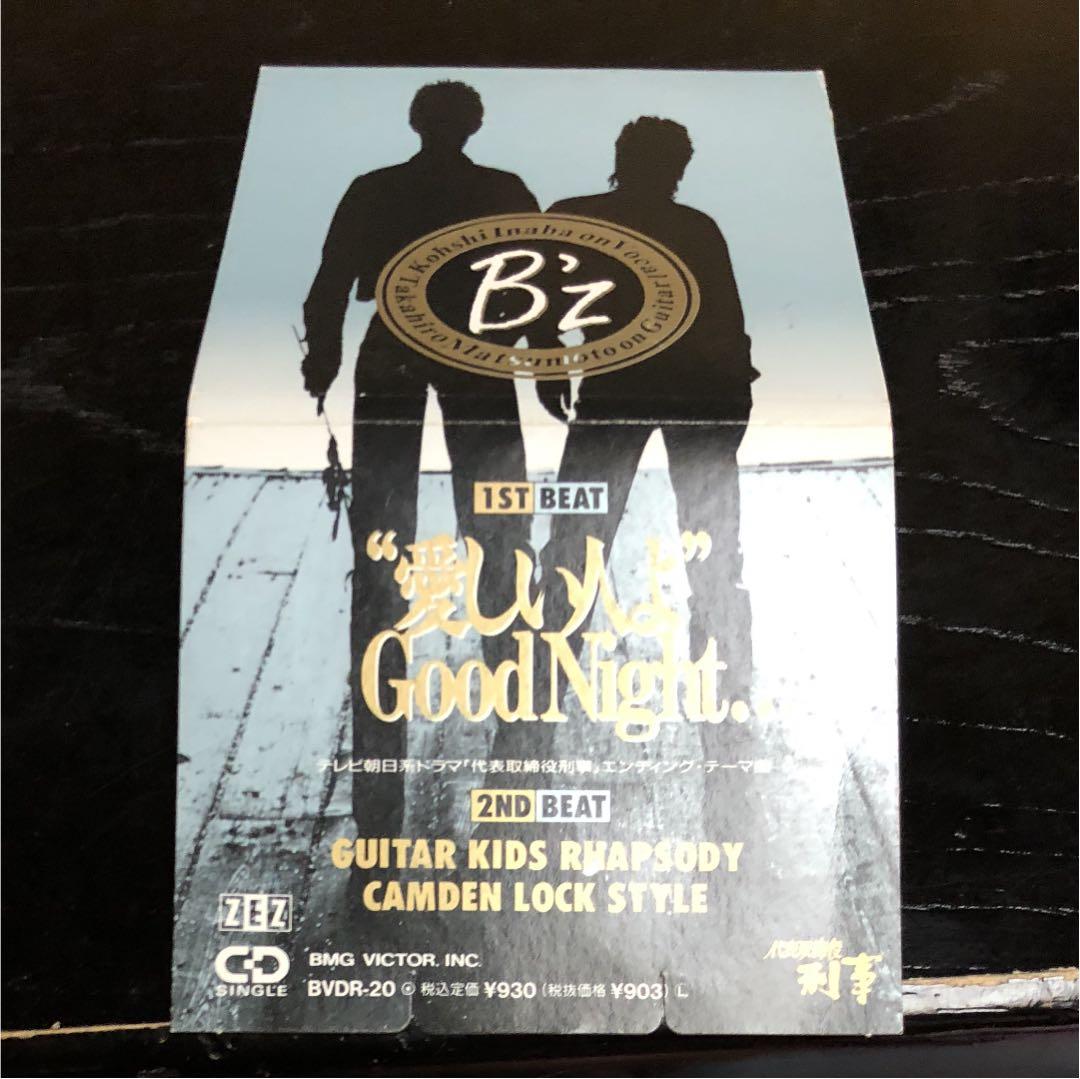 Kohshi Inaba on Vocal
B'z
Takahiro Matsumoto on Guitar
1ST BEAT
“愛しい人よ”
Good Night...
テレビ朝日系ドラマ「代表取締役刑事」エンディング・テーマ曲
2ND BEAT
GUITAR KIDS RHAPSODY
CAMDEN LOCK STYLE
ZEZ
CD
SINGLE
BMG VICTOR. INC.
BVDR-20 税込定価 ¥930 (税抜価格 ¥903) L
代表取締役
刑事